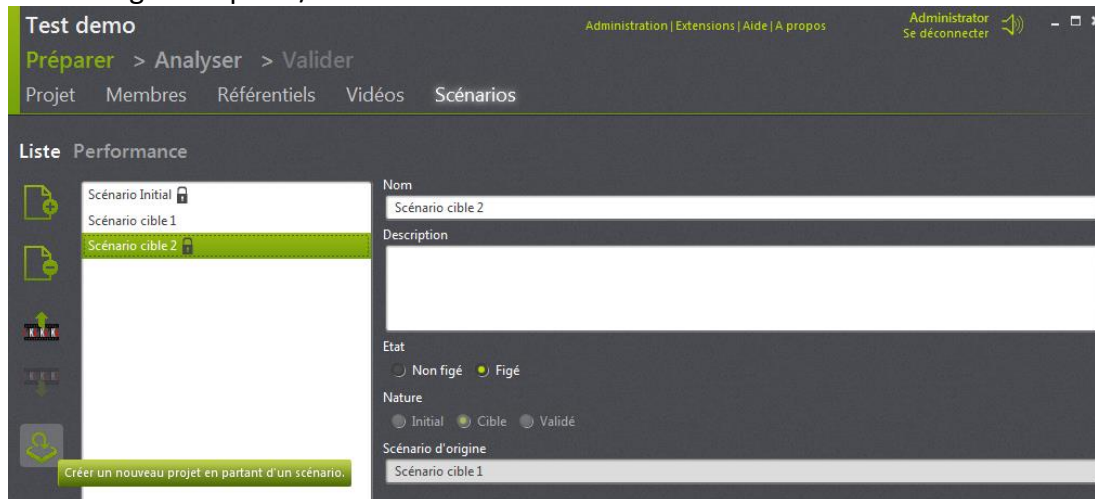 Test demo
Administration | Extensions | Aide | A propos
Administrator
Se déconnecter
Préparer > Analyser > Valider
Projet Membres Référentiels Vidéos Scénarios
Liste Performance
Scénario Initial
Scénario cible 1
Scénario cible 2
Nom
Scénario cible 2
Description
Etat
Non figé Figé
Nature
Initial Cible Validé
Scénario d'origine
Scénario cible 1
K K K
Créer un nouveau projet en partant d'un scénario.